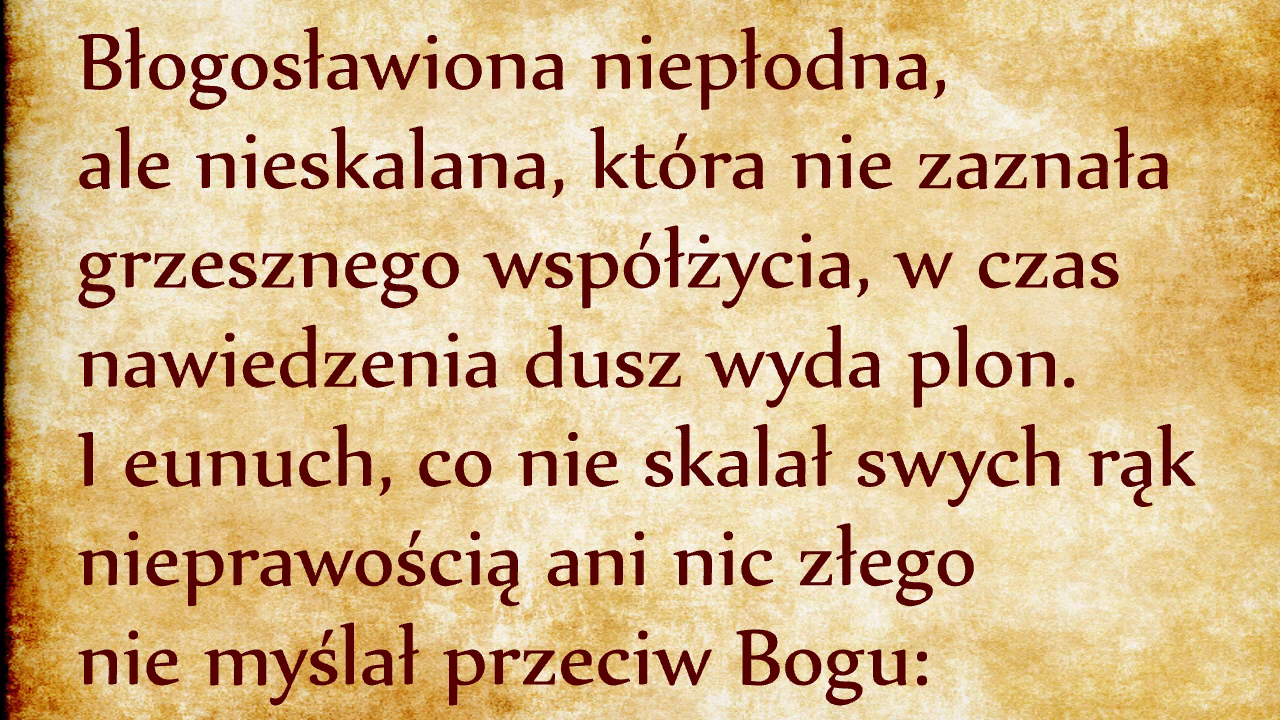 Błogosławiona niepłodna,
ale nieskalana, która nie zaznała
grzesznego współżycia, w czas
nawiedzenia dusz wyda plon.
I eunuch, co nie skalał swych rąk
nieprawością ani nic złego
nie myślał przeciw Bogu: